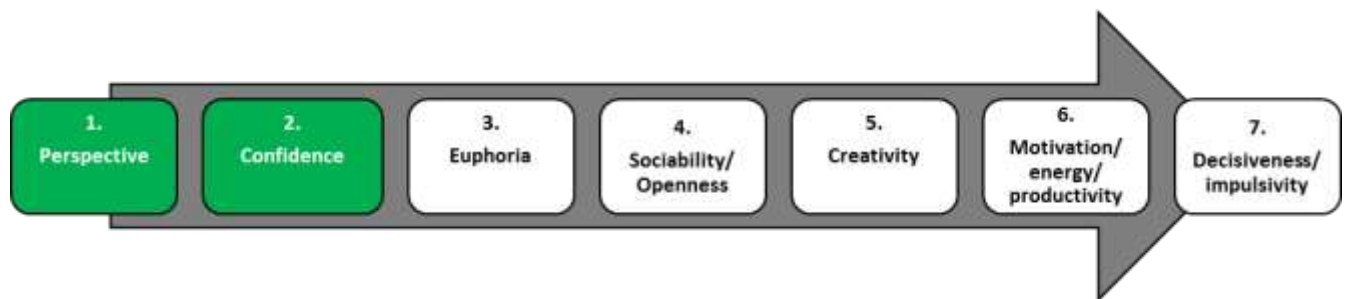 1.
Perspective
2.
Confidence
3.
Euphoria
4.
Sociability/
Openness
5.
Creativity
6.
Motivation/
energy/
productivity
7.
Decisiveness/
impulsivity